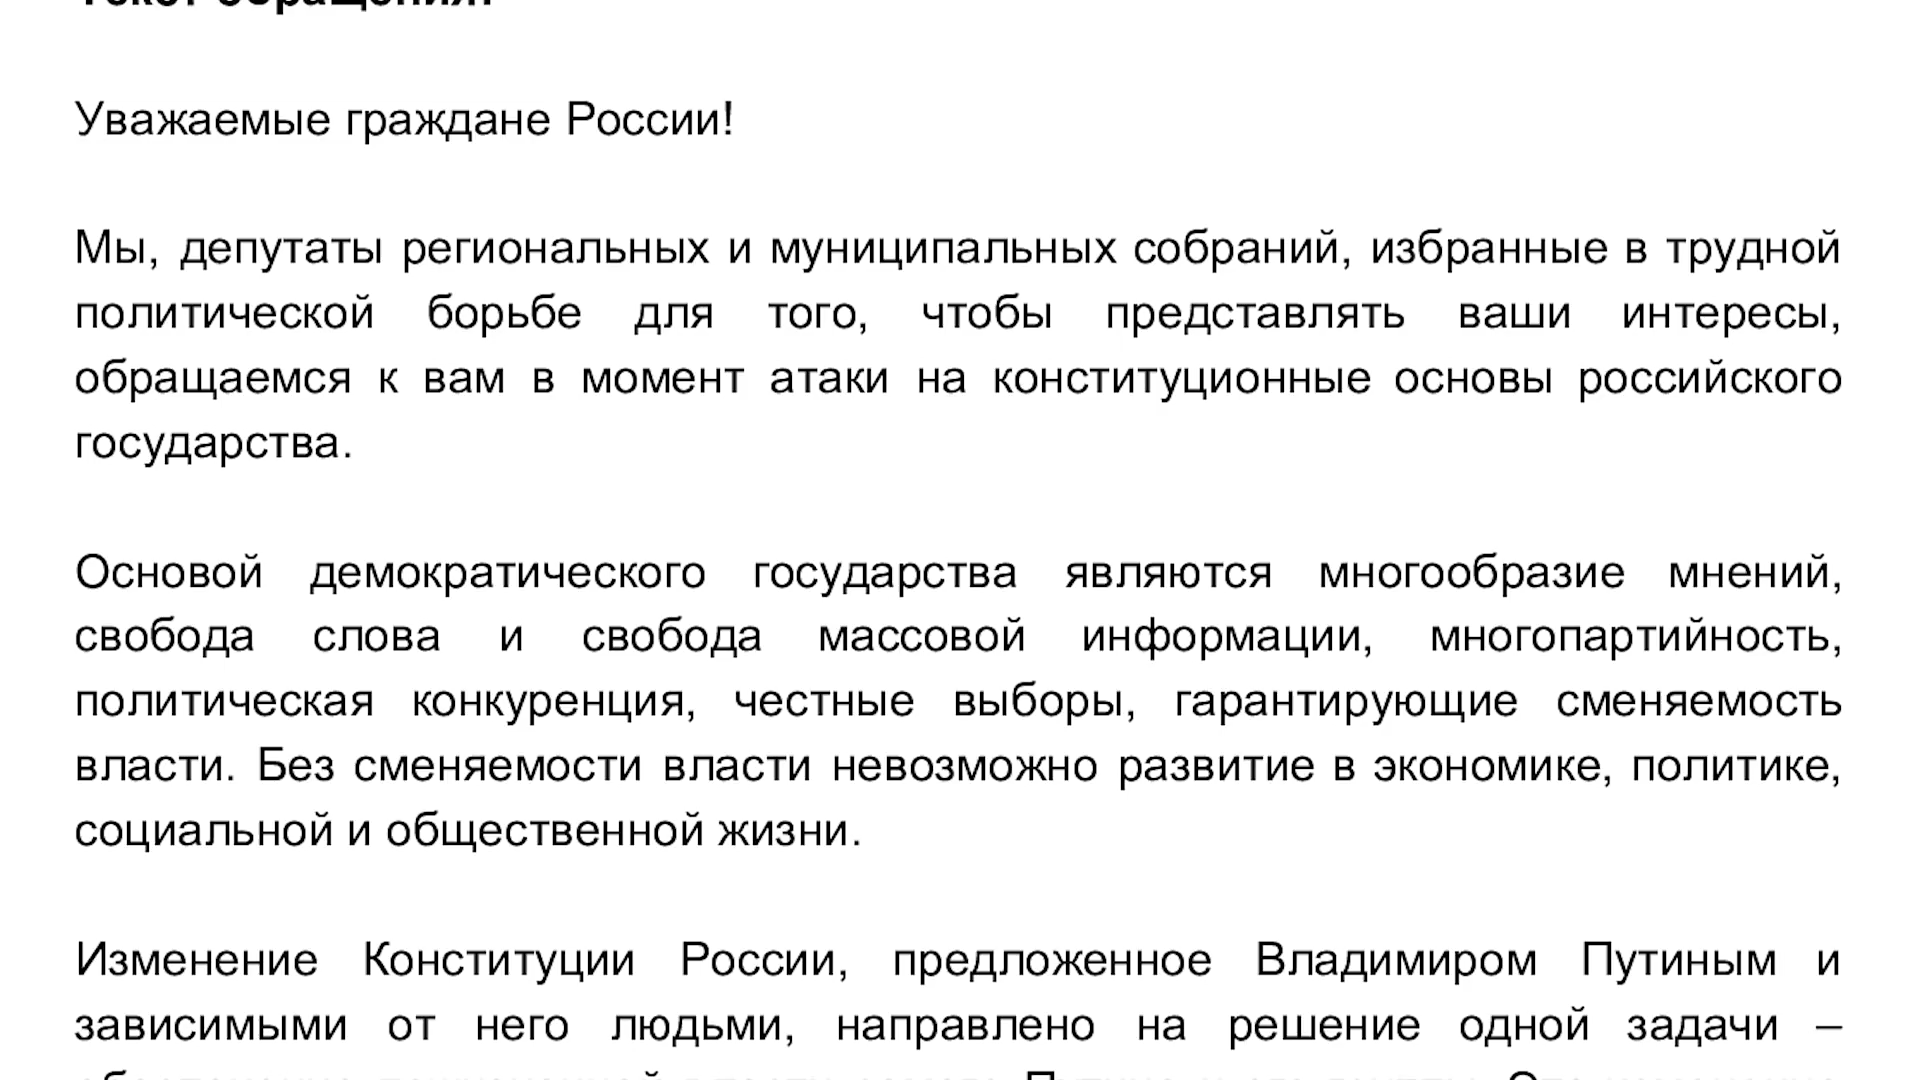 Текст обращения:
Уважаемые граждане России!
Мы, депутаты региональных и муниципальных собраний, избранные в трудной
политической борьбе для того, чтобы представлять ваши интересы,
обращаемся к вам в момент атаки на конституционные основы российского
государства.
Основой демократического государства являются многообразие мнений,
свобода слова и свобода массовой информации, многопартийность,
политическая конкуренция, честные выборы, гарантирующие сменяемость
власти. Без сменяемости власти невозможно развитие в экономике, политике,
социальной и общественной жизни.
Изменение Конституции России, предложенное Владимиром Путиным и
зависимыми от него людьми, направлено на решение одной задачи –